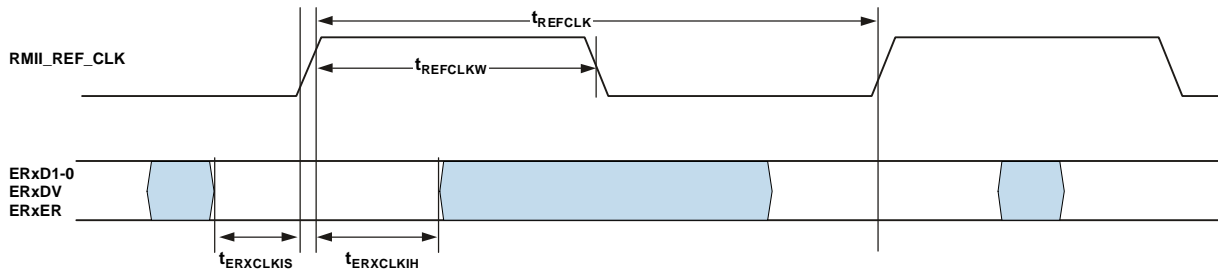 tREFCLK
RMII_REF_CLK
tREFCLKW
ERxD1-0
ERxDV
ERxER
tERXCLKIS
tERXCLKIH